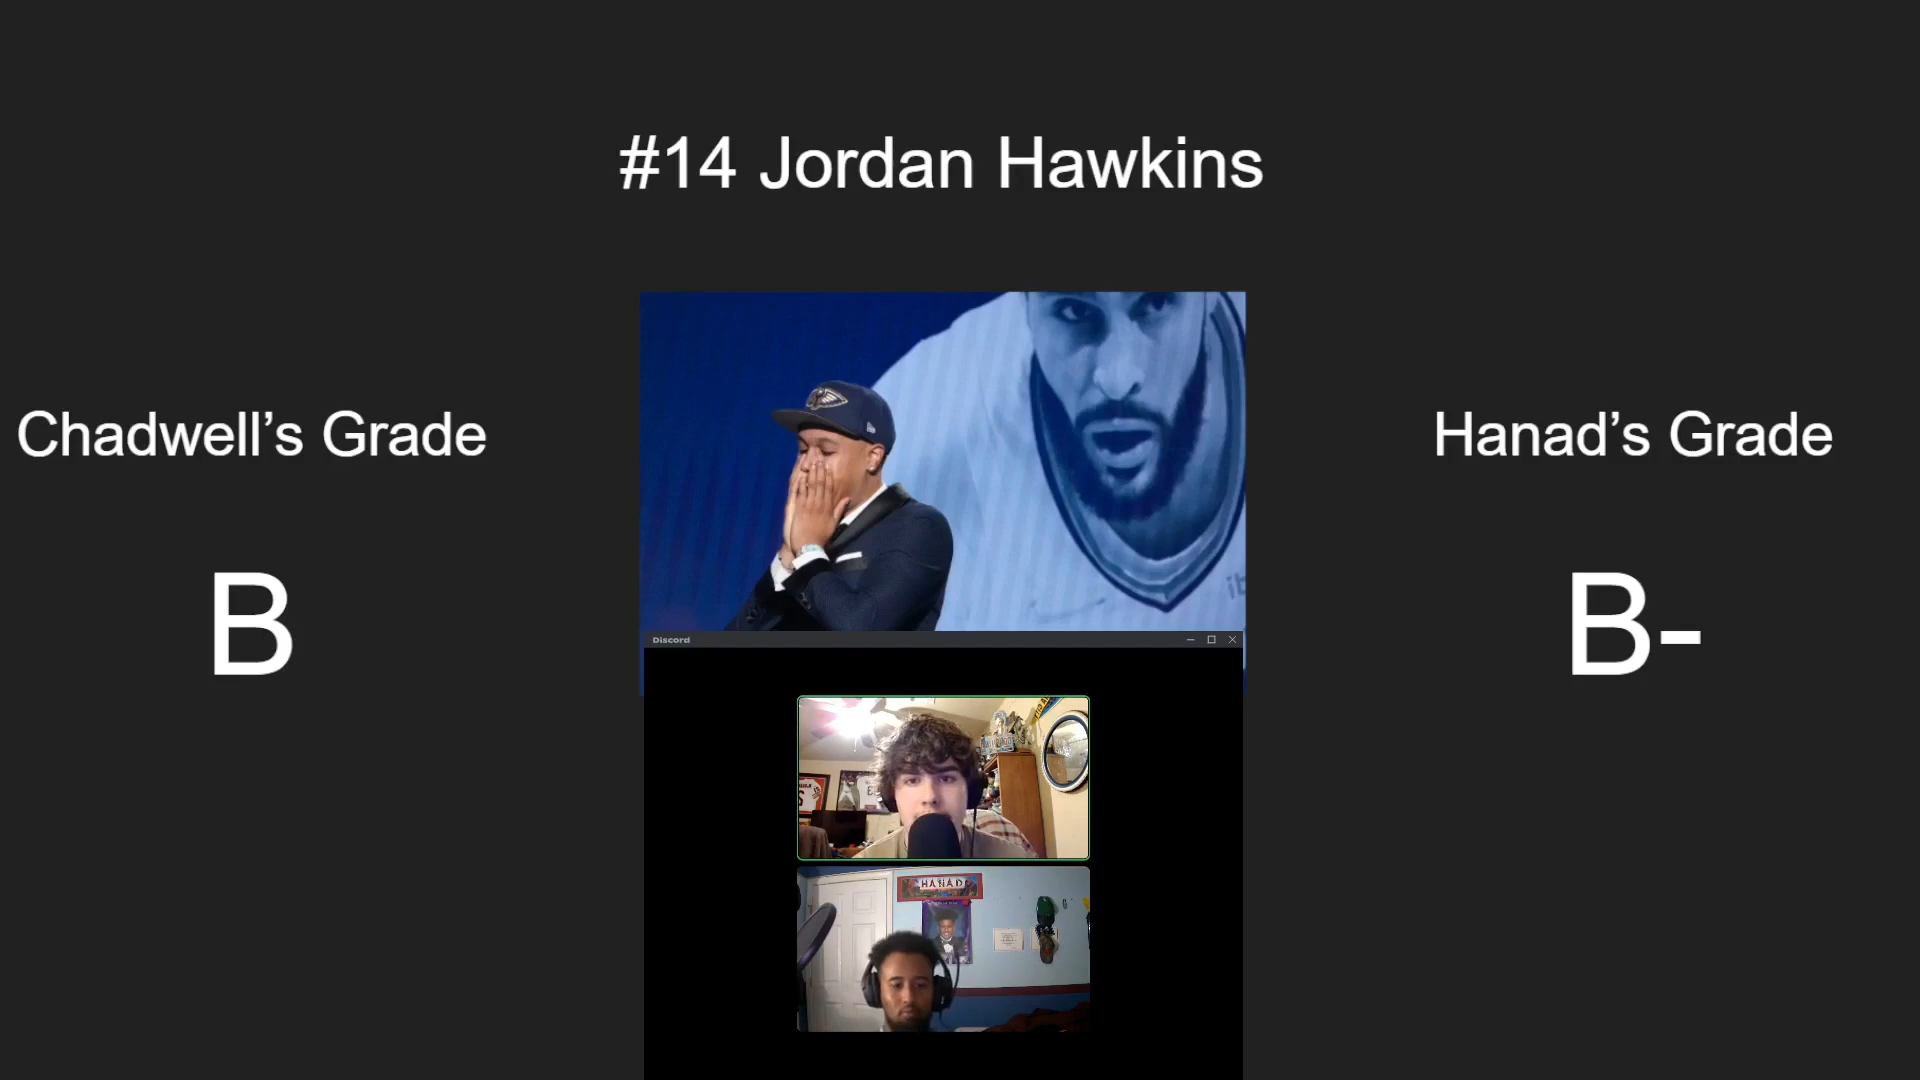 #14 Jordan Hawkins
Chadwell’s Grade
Hanad’s Grade
B
B-
Discord
HANAD